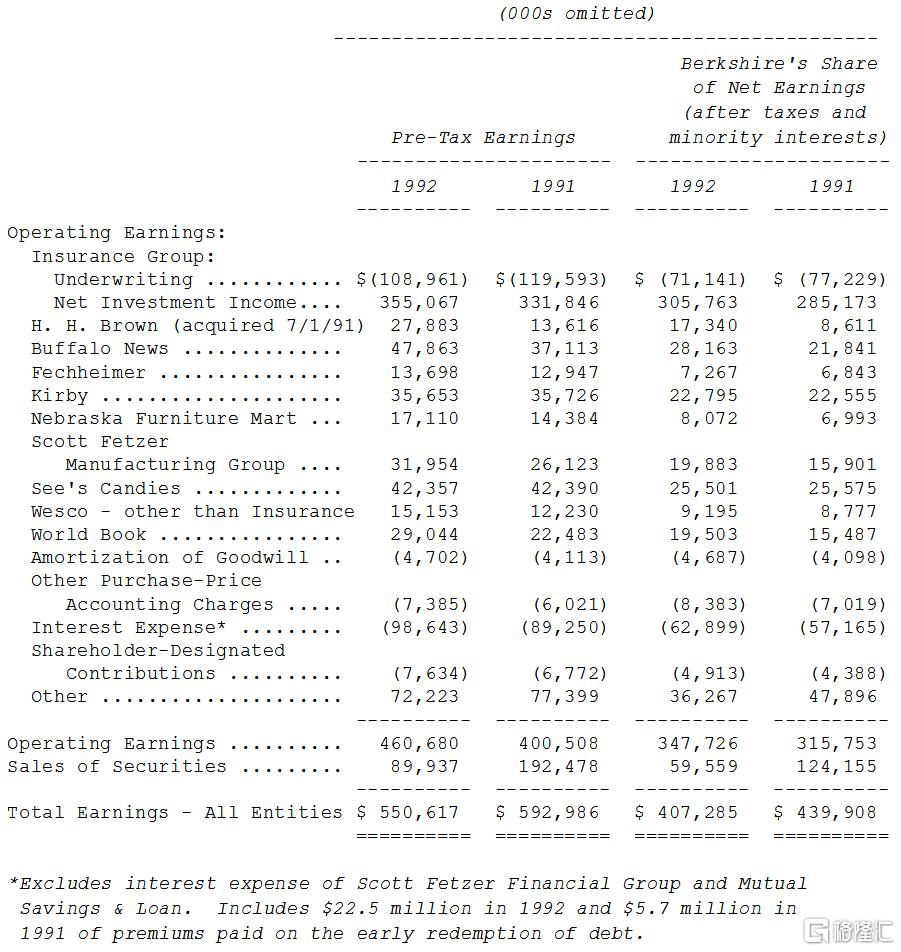 (000s omitted)
----------------------------------------------
Berkshire's Share
of Net Earnings
(after taxes and
Pre-Tax Earnings minority interests)
--------------------- ---------------------
1992 1991 1992 1991
---------- ---------- ---------- ----------
Operating Earnings:
Insurance Group:
Underwriting ............ $(108,961) $(119,593) $ (71,141) $ (77,229)
Net Investment Income.... 355,067 331,846 305,763 285,173
H. H. Brown (acquired 7/1/91) 27,883 13,616 17,340 8,611
Buffalo News .............. 47,863 37,113 28,163 21,841
Fechheimer ................ 13,698 12,947 7,267 6,843
Kirby ..................... 35,653 35,726 22,795 22,555
Nebraska Furniture Mart ... 17,110 14,384 8,072 6,993
Scott Fetzer
Manufacturing Group .... 31,954 26,123 19,883 15,901
See's Candies ............. 42,357 42,390 25,501 25,575
Wesco - other than Insurance 15,153 12,230 9,195 8,777
World Book ................ 29,044 22,483 19,503 15,487
Amortization of Goodwill .. (4,702) (4,113) (4,687) (4,098)
Other Purchase-Price
Accounting Charges ..... (7,385) (6,021) (8,383) (7,019)
Interest Expense* ......... (98,643) (89,250) (62,899) (57,165)
Shareholder-Designated
Contributions .......... (7,634) (6,772) (4,913) (4,388)
Other ..................... 72,223 77,399 36,267 47,896
---------- ---------- ---------- ----------
Operating Earnings .......... 460,680 400,508 347,726 315,753
Sales of Securities ......... 89,937 192,478 59,559 124,155
---------- ---------- ---------- ----------
Total Earnings - All Entities $ 550,617 $ 592,986 $ 407,285 $ 439,908
========== ========== ========== ==========
*Excludes interest expense of Scott Fetzer Financial Group and Mutual
Savings & Loan. Includes $22.5 million in 1992 and $5.7 million in
1991 of premiums paid on the early redemption of debt.
格隆汇